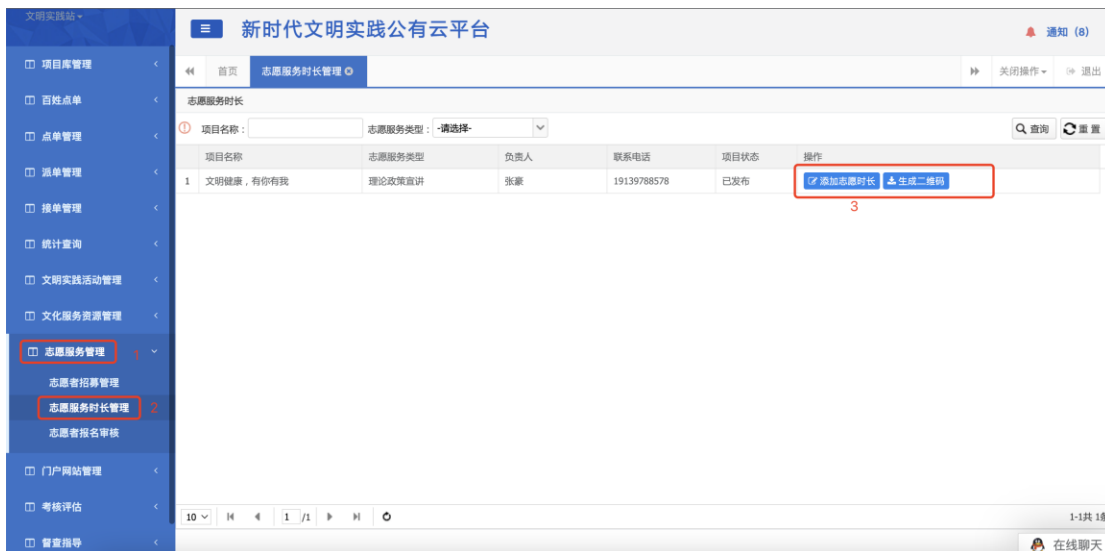 文明实践站
新时代文明实践公有云平台
通知 (8)
项目库管理
百姓点单
点单管理
派单管理
接单管理
统计查询
文明实践活动管理
文化服务资源管理
志愿服务管理 1
志愿者招募管理
志愿服务时长管理 2
志愿者报名审核
门户网站管理
考核评估
督查指导
首页 志愿服务时长管理 关闭操作 退出
志愿服务时长
项目名称： 志愿服务类型： -请选择- 查询 重置
项目名称 志愿服务类型 负责人 联系电话 项目状态 操作
1 文明健康，有你有我 理论政策宣讲 张豪 19139788578 已发布 添加志愿时长 生成二维码
3
10 1 /1 1-1共 1条
在线聊天